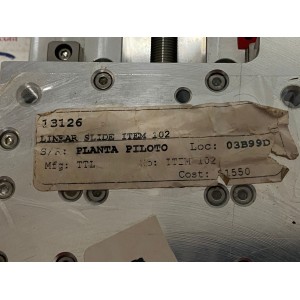 13126
LINEAR SLIDE ITEM 102
S/N: PLANTA PILOTO Loc: 03B99D
Mfg: TTL No: ITEM 102
Cost: 1550